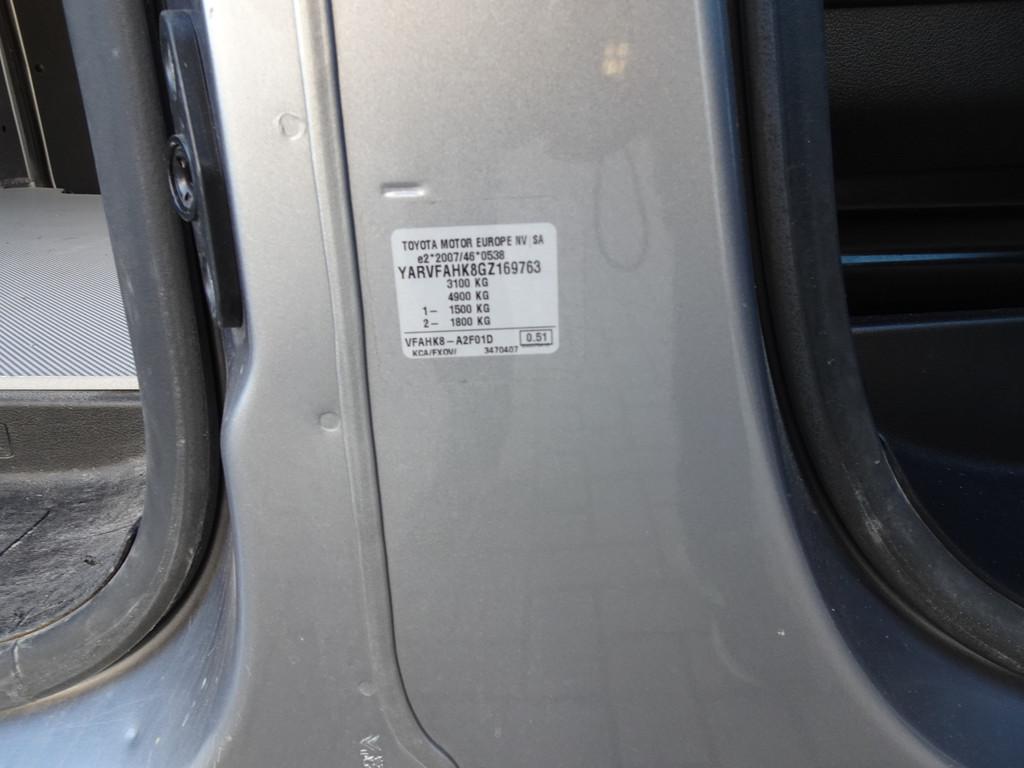 TOYOTA MOTOR EUROPE NV SA
e2*2007/46*0538
YARVFAHK8GZ169763
3100 KG
4900 KG
1- 1500 KG
2- 1800 KG
VFAHK8-A2F01D 0.51
KCA/EXOV/ 3470407